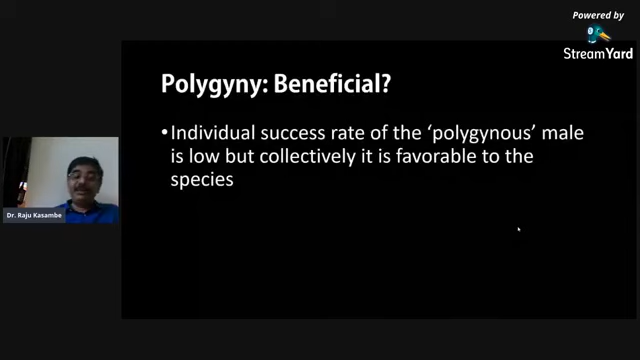 Powered by
StreamYard
Polygyny: Beneficial?
•Individual success rate of the ‘polygynous’ male
is low but collectively it is favorable to the
species
Dr. Raju Kasambe